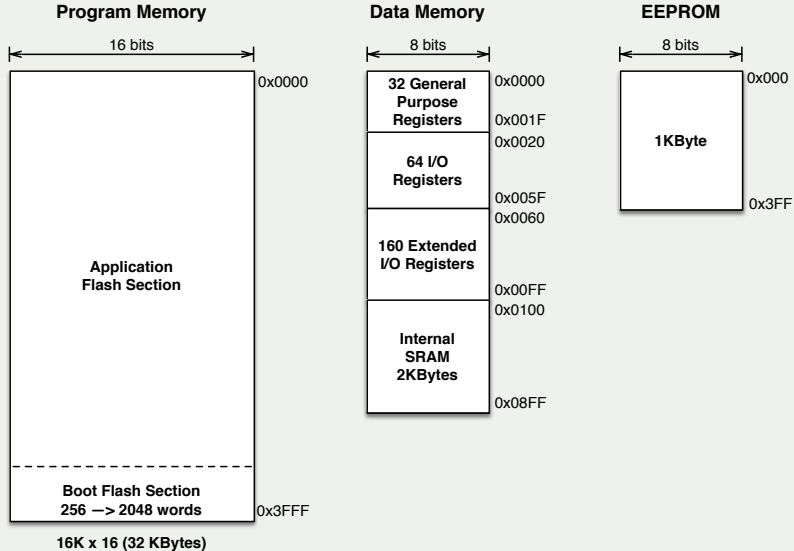 Program Memory
16 bits
0x0000
Application
Flash Section
Boot Flash Section
256 —> 2048 words
0x3FFF
16K x 16 (32 KBytes)
Data Memory
8 bits
32 General
Purpose
Registers
0x0000
0x001F
64 I/O
Registers
0x0020
0x005F
160 Extended
I/O Registers
0x0060
0x00FF
Internal
SRAM
2KBytes
0x0100
0x08FF
EEPROM
8 bits
0x000
1KByte
0x3FF